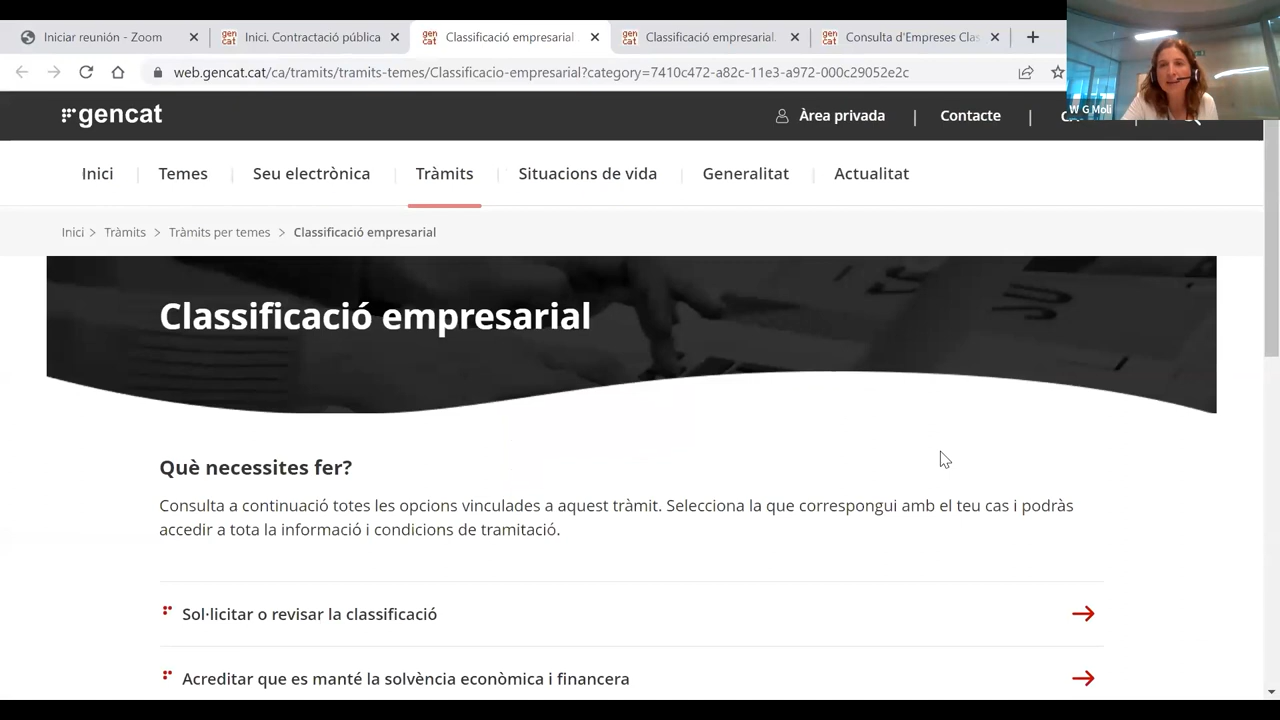 Iniciar reunión - Zoom
Inici. Contractació pública
Classificació empresarial
Classificació empresarial.
Consulta d'Empreses Clas
web.gencat.cat/ca/tramits/tramits-temes/Classificacio-empresarial?category=7410c472-a82c-11e3-a972-000c29052e2c
W G Moli
gencat
Àrea privada | Contacte |
Inici
Temes
Seu electrònica
Tràmits
Situacions de vida
Generalitat
Actualitat
Inici > Tràmits > Tràmits per temes > Classificació empresarial
Classificació empresarial
Què necessites fer?
Consulta a continuació totes les opcions vinculades a aquest tràmit. Selecciona la que correspongui amb el teu cas i podràs
accedir a tota la informació i condicions de tramitació.
Sol·licitar o revisar la classificació
Acreditar que es manté la solvència econòmica i financera